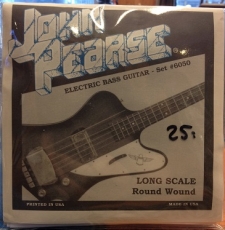 JOHN
PEARSE®
ELECTRIC BASS GUITAR - Set #6050
25:
LONG SCALE
Round Wound
PRINTED IN USA
MADE IN USA